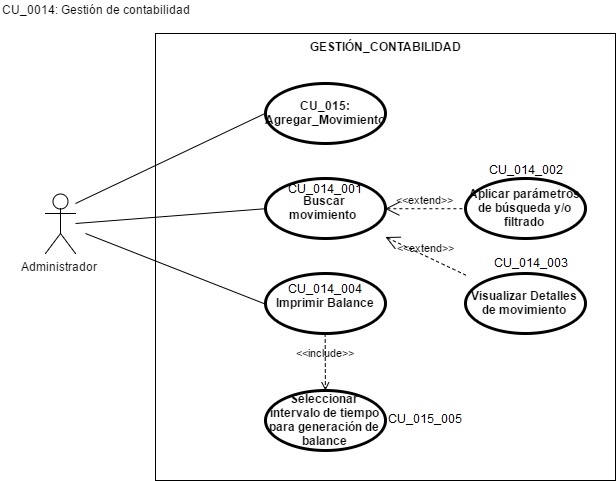 CU_0014: Gestión de contabilidad
GESTIÓN_CONTABILIDAD
CU_015:
Agregar_Movimiento
CU_014_001
Buscar
movimiento
<<extend>>
CU_014_002
Aplicar parámetros
de búsqueda y/o
filtrado
<<extend>>
CU_014_003
Visualizar Detalles
de movimiento
Administrador
CU_014_004
Imprimir Balance
<<include>>
Seleccionar
intervalo de tiempo
para generación de
balance
CU_015_005